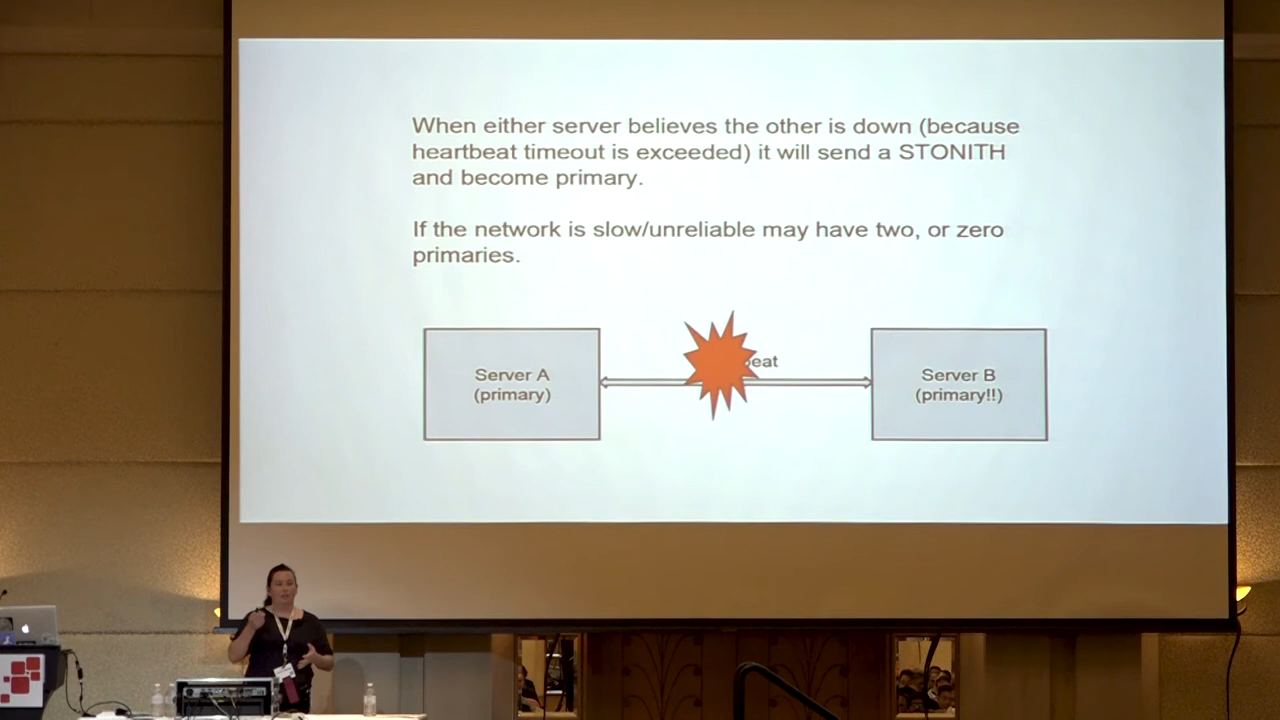 When either server believes the other is down (because
heartbeat timeout is exceeded) it will send a STONITH
and become primary.
If the network is slow/unreliable may have two, or zero
primaries.
eat
Server A
(primary)
Server B
(primary!!)